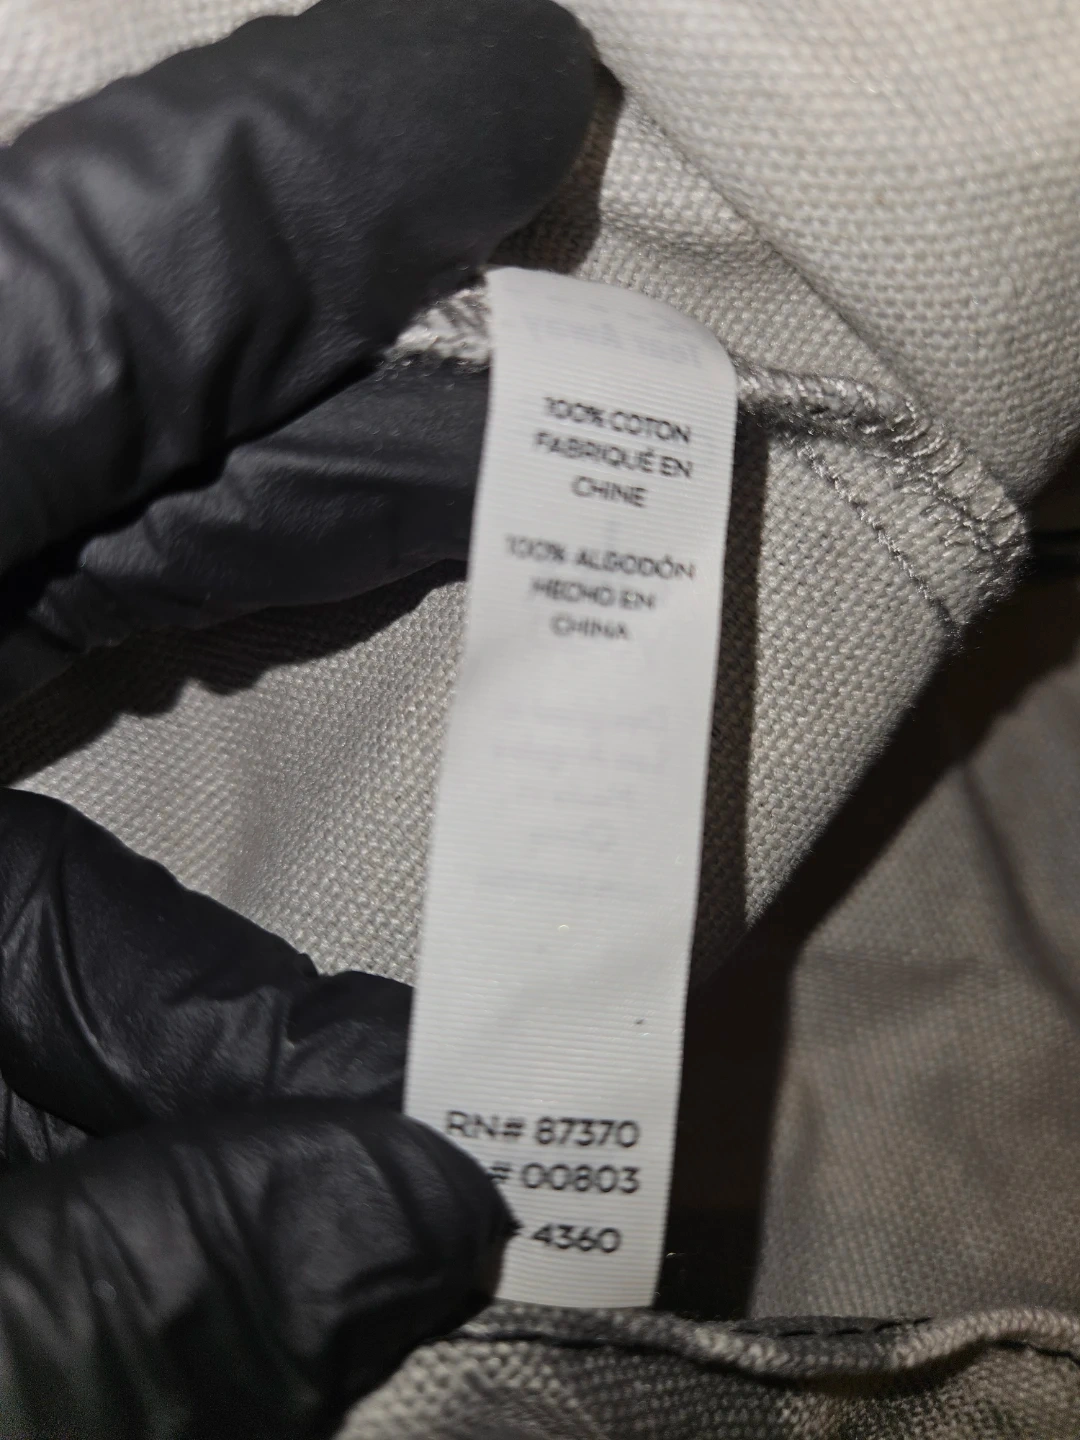 100% COTON
FABRIQUÉ EN
CHINE
100% ALGODÓN
HECHO EN
CHINA
RN# 87370
# 00803
# 4360